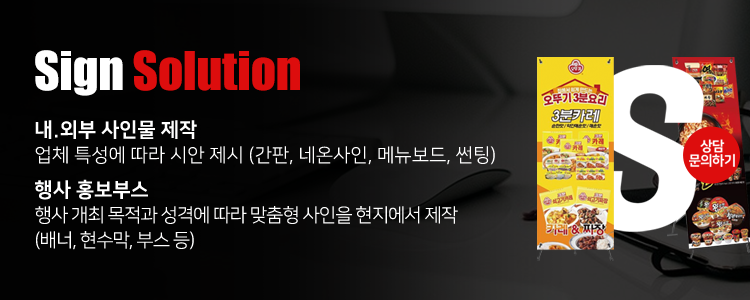 Sign Solution
내.외부 사인물 제작
업체 특성에 따라 시안 제시 (간판, 네온사인, 메뉴보드, 썬팅)
행사 홍보부스
행사 개최 목적과 성격에 따라 맞춤형 사인을 현지에서 제작
(배너, 현수막, 부스 등)
오뚜기 3분요리
3분카레
카레 & 짜장
S
상담
문의하기